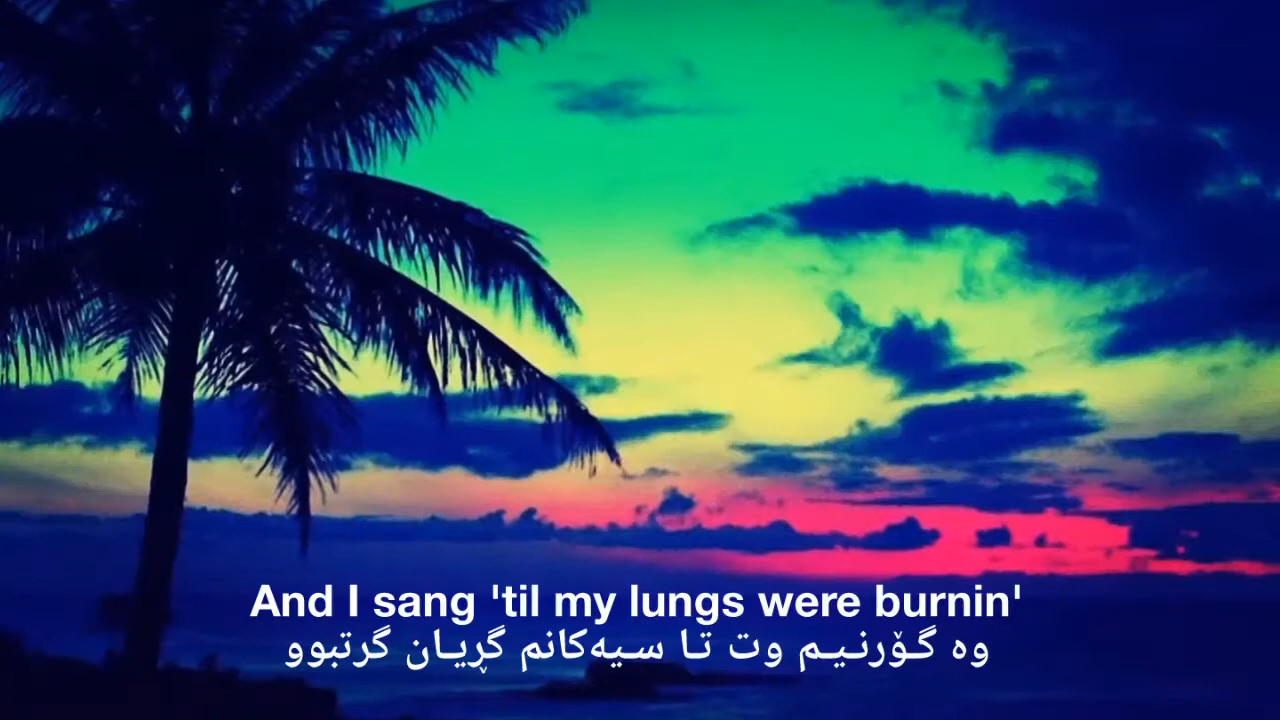 And I sang 'til my lungs were burnin'
وە گۆرنیم وت تا سیەکانم گڕیان گرتبوو